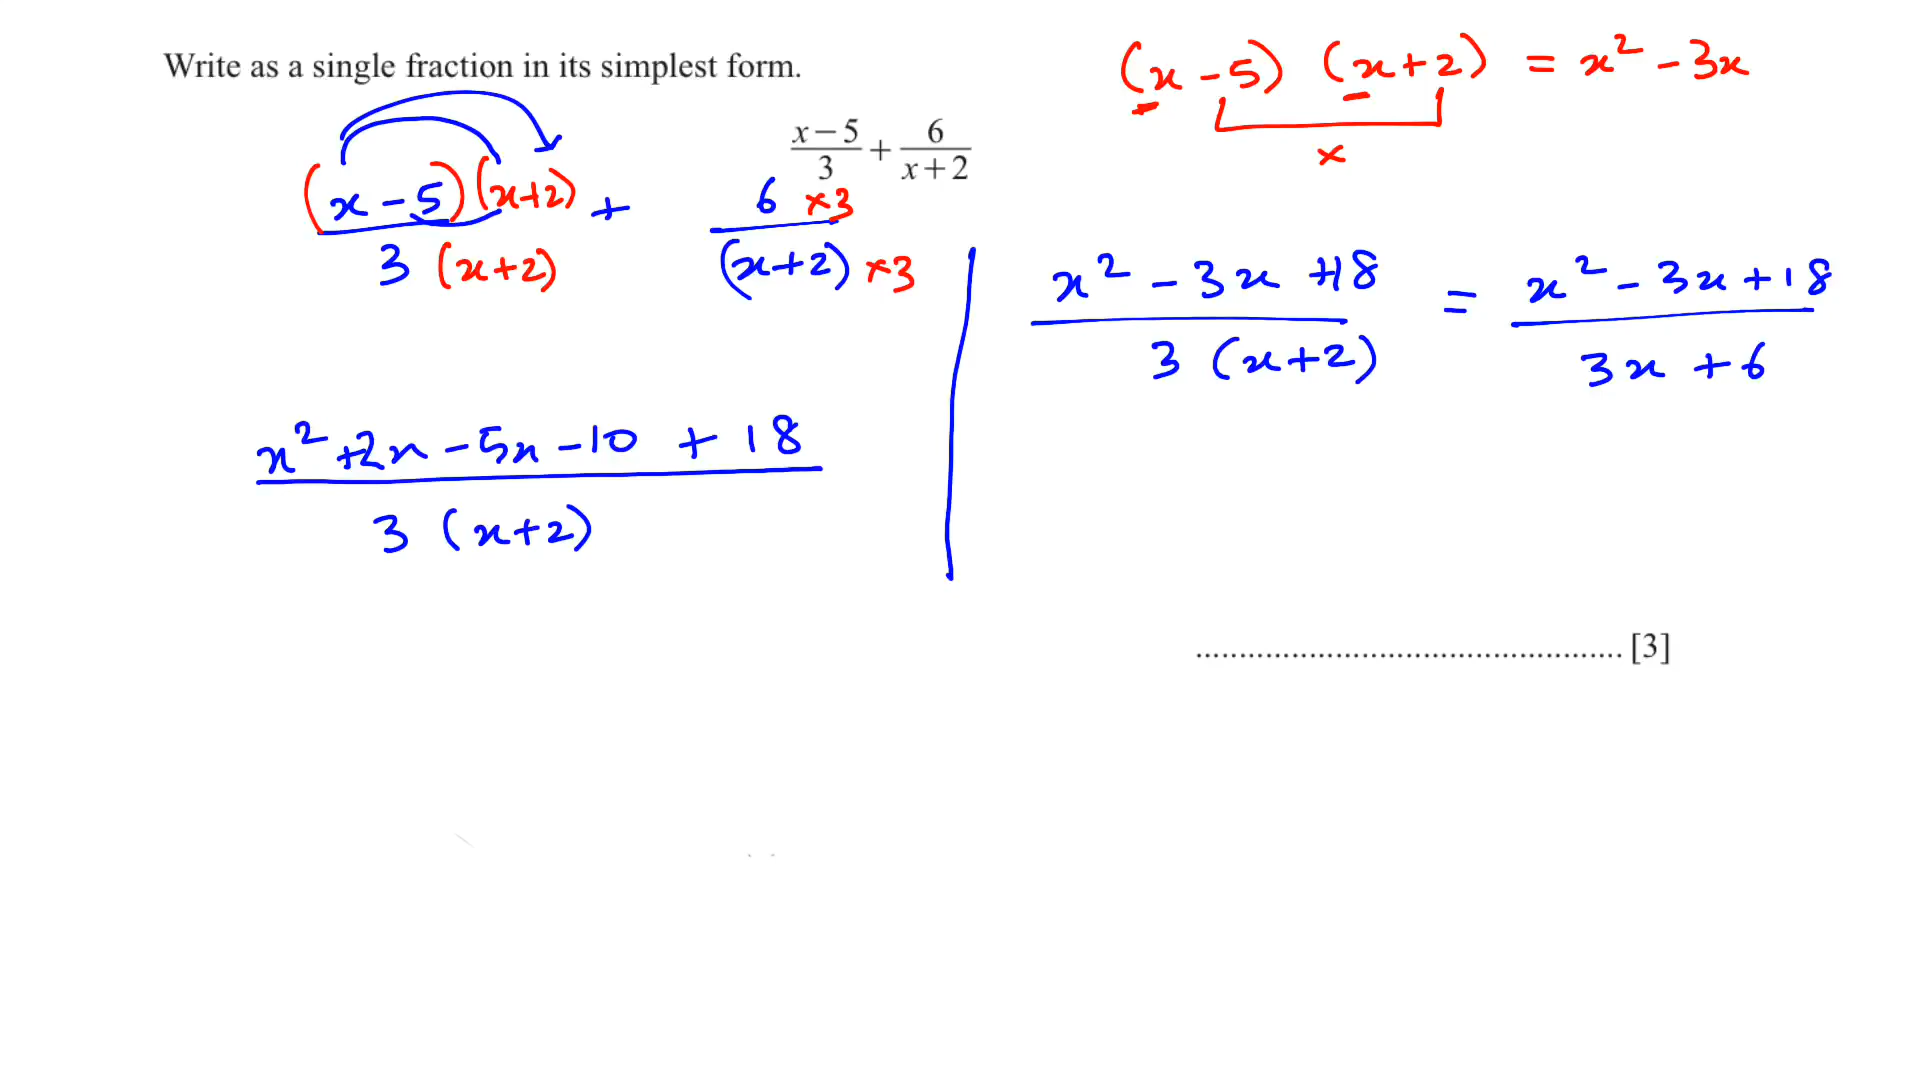 Write as a single fraction in its simplest form.
(x - 5) (x + 2) = x² - 3x
×
x - 5 / 3 + 6 / x + 2
(x - 5)(x+2) / 3 (x+2) + 6 ×3 / (x+2) ×3
x² - 3x + 18 / 3 (x+2) = x² - 3x + 18 / 3x + 6
x² + 2x - 5x - 10 + 18 / 3 (x+2)
................................................. [3]